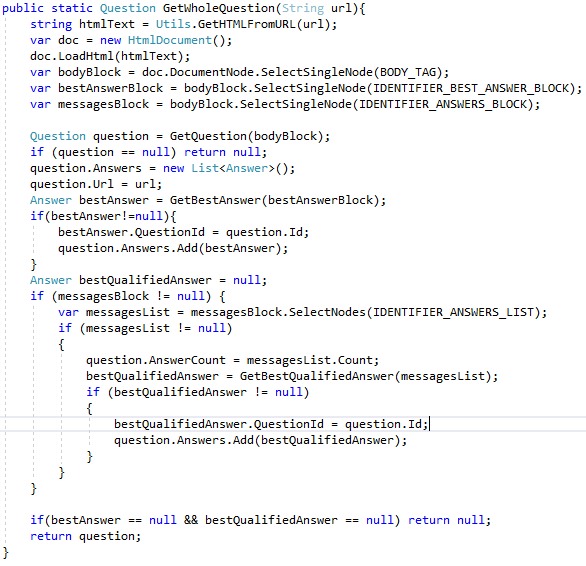 public static Question GetWholeQuestion(String url){
string htmlText = Utils.GetHTMLFromURL(url);
var doc = new HtmlDocument();
doc.LoadHtml(htmlText);
var bodyBlock = doc.DocumentNode.SelectSingleNode(BODY_TAG);
var bestAnswerBlock = bodyBlock.SelectSingleNode(IDENTIFIER_BEST_ANSWER_BLOCK);
var messagesBlock = bodyBlock.SelectSingleNode(IDENTIFIER_ANSWERS_BLOCK);
Question question = GetQuestion(bodyBlock);
if (question == null) return null;
question.Answers = new List<Answer>();
question.Url = url;
Answer bestAnswer = GetBestAnswer(bestAnswerBlock);
if(bestAnswer!=null){
bestAnswer.QuestionId = question.Id;
question.Answers.Add(bestAnswer);
}
Answer bestQualifiedAnswer = null;
if (messagesBlock != null) {
var messagesList = messagesBlock.SelectNodes(IDENTIFIER_ANSWERS_LIST);
if (messagesList != null)
{
question.AnswerCount = messagesList.Count;
bestQualifiedAnswer = GetBestQualifiedAnswer(messagesList);
if (bestQualifiedAnswer != null)
{
bestQualifiedAnswer.QuestionId = question.Id;
question.Answers.Add(bestQualifiedAnswer);
}
}
}
if(bestAnswer == null && bestQualifiedAnswer == null) return null;
return question;
}